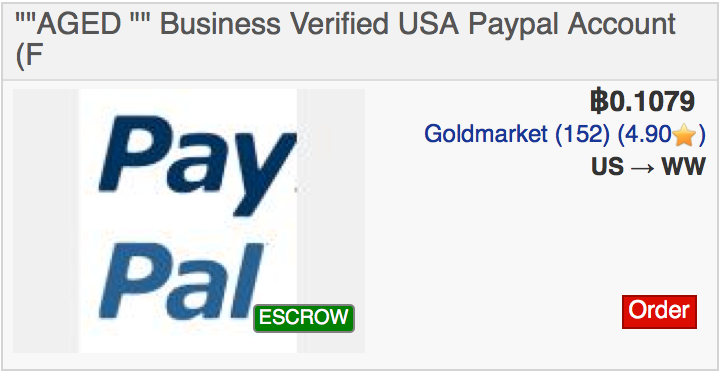 ""AGED "" Business Verified USA Paypal Account
(F
฿0.1079
Goldmarket (152) (4.90⭐)
US → WW
Pay
Pal
ESCROW
Order